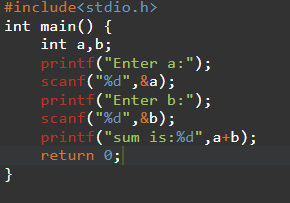 #include<stdio.h>
int main() {
    int a,b;
    printf("Enter a:");
    scanf("%d",&a);
    printf("Enter b:");
    scanf("%d",&b);
    printf("sum is:%d",a+b);
    return 0;
}